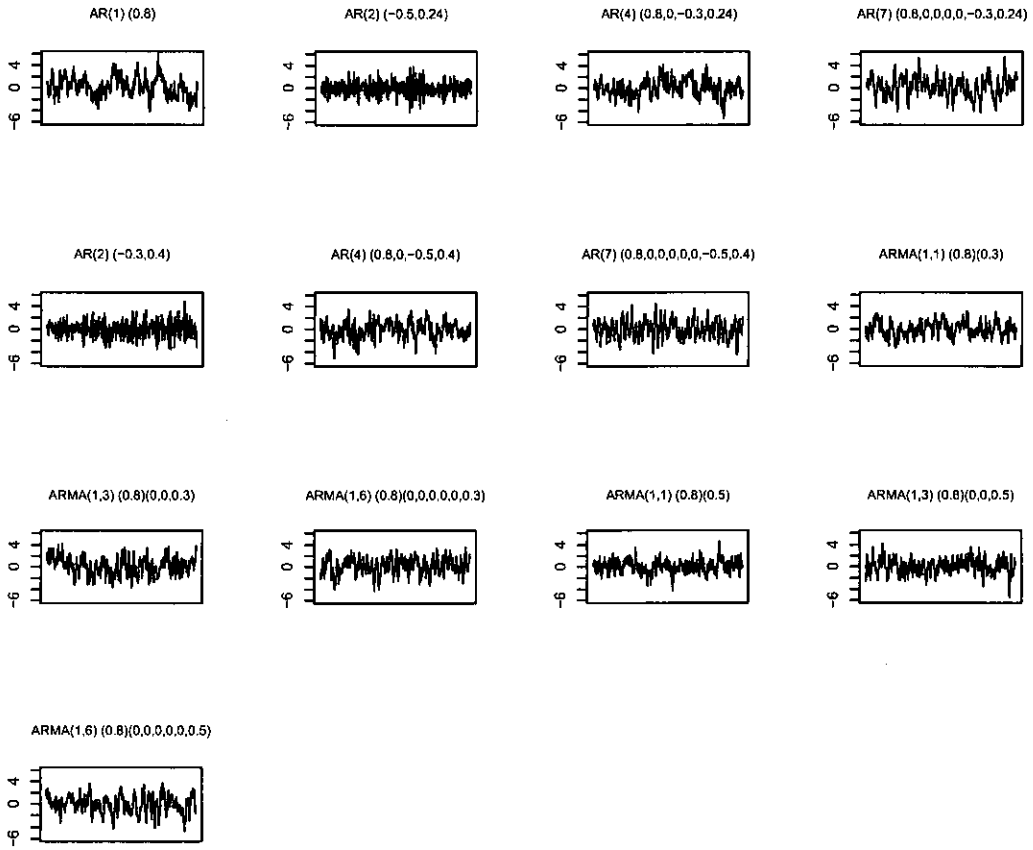 AR(1) (0.8)
AR(2) (−0.5,0.24)
AR(4) (0.8,0,−0.3,0.24)
AR(7) (0.8,0,0,0,0,−0.3,0.24)
−6 0 4
−6 0 4
−6 0 4
−6 0 4
AR(2) (−0.3,0.4)
AR(4) (0.8,0,−0.5,0.4)
AR(7) (0.8,0,0,0,0,0,−0.5,0.4)
ARMA(1,1) (0.8)(0.3)
−6 0 4
−6 0 4
−6 0 4
−6 0 4
ARMA(1,3) (0.8)(0,0,0.3)
ARMA(1,6) (0.8)(0,0,0,0,0,0.3)
ARMA(1,1) (0.8)(0.5)
ARMA(1,3) (0.8)(0,0,0.5)
−6 0 4
−6 0 4
−6 0 4
−6 0 4
ARMA(1,6) (0.8)(0,0,0,0,0,0.5)
−6 0 4